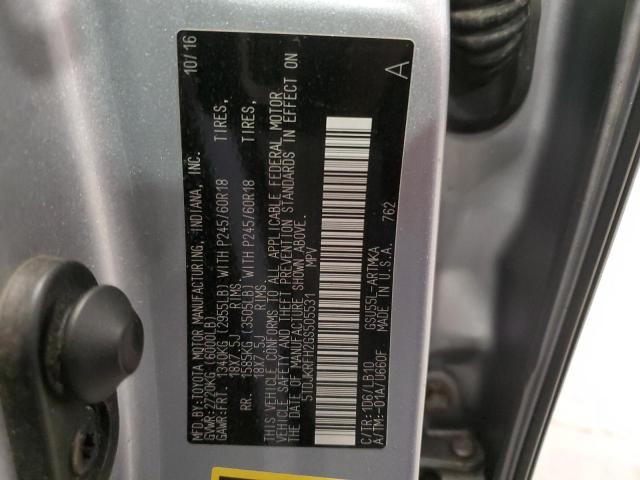 MFD.BY:TOYOTA MOTOR MANUFACTURING, INDIANA, INC. 10/16
GVWR:2720KG(6000LB)
GAWR:FRT. 1340KG(2955LB) WITH P245/60R18 TIRES,
18X7.5J RIMS,
RR. 1585KG(3505LB) WITH P245/60R18 TIRES,
18X7.5J RIMS.
THIS VEHICLE CONFORMS TO ALL APPLICABLE FEDERAL MOTOR
VEHICLE SAFETY AND THEFT PREVENTION STANDARDS IN EFFECT ON
THE DATE OF MANUFACTURE SHOWN ABOVE.
5TDJKRFH2GS505531 MPV
C/TR:1D6/LB10 GSU55L-ARTMKA
A/TM:-01A/U660F MADE IN U.S.A. 762
A